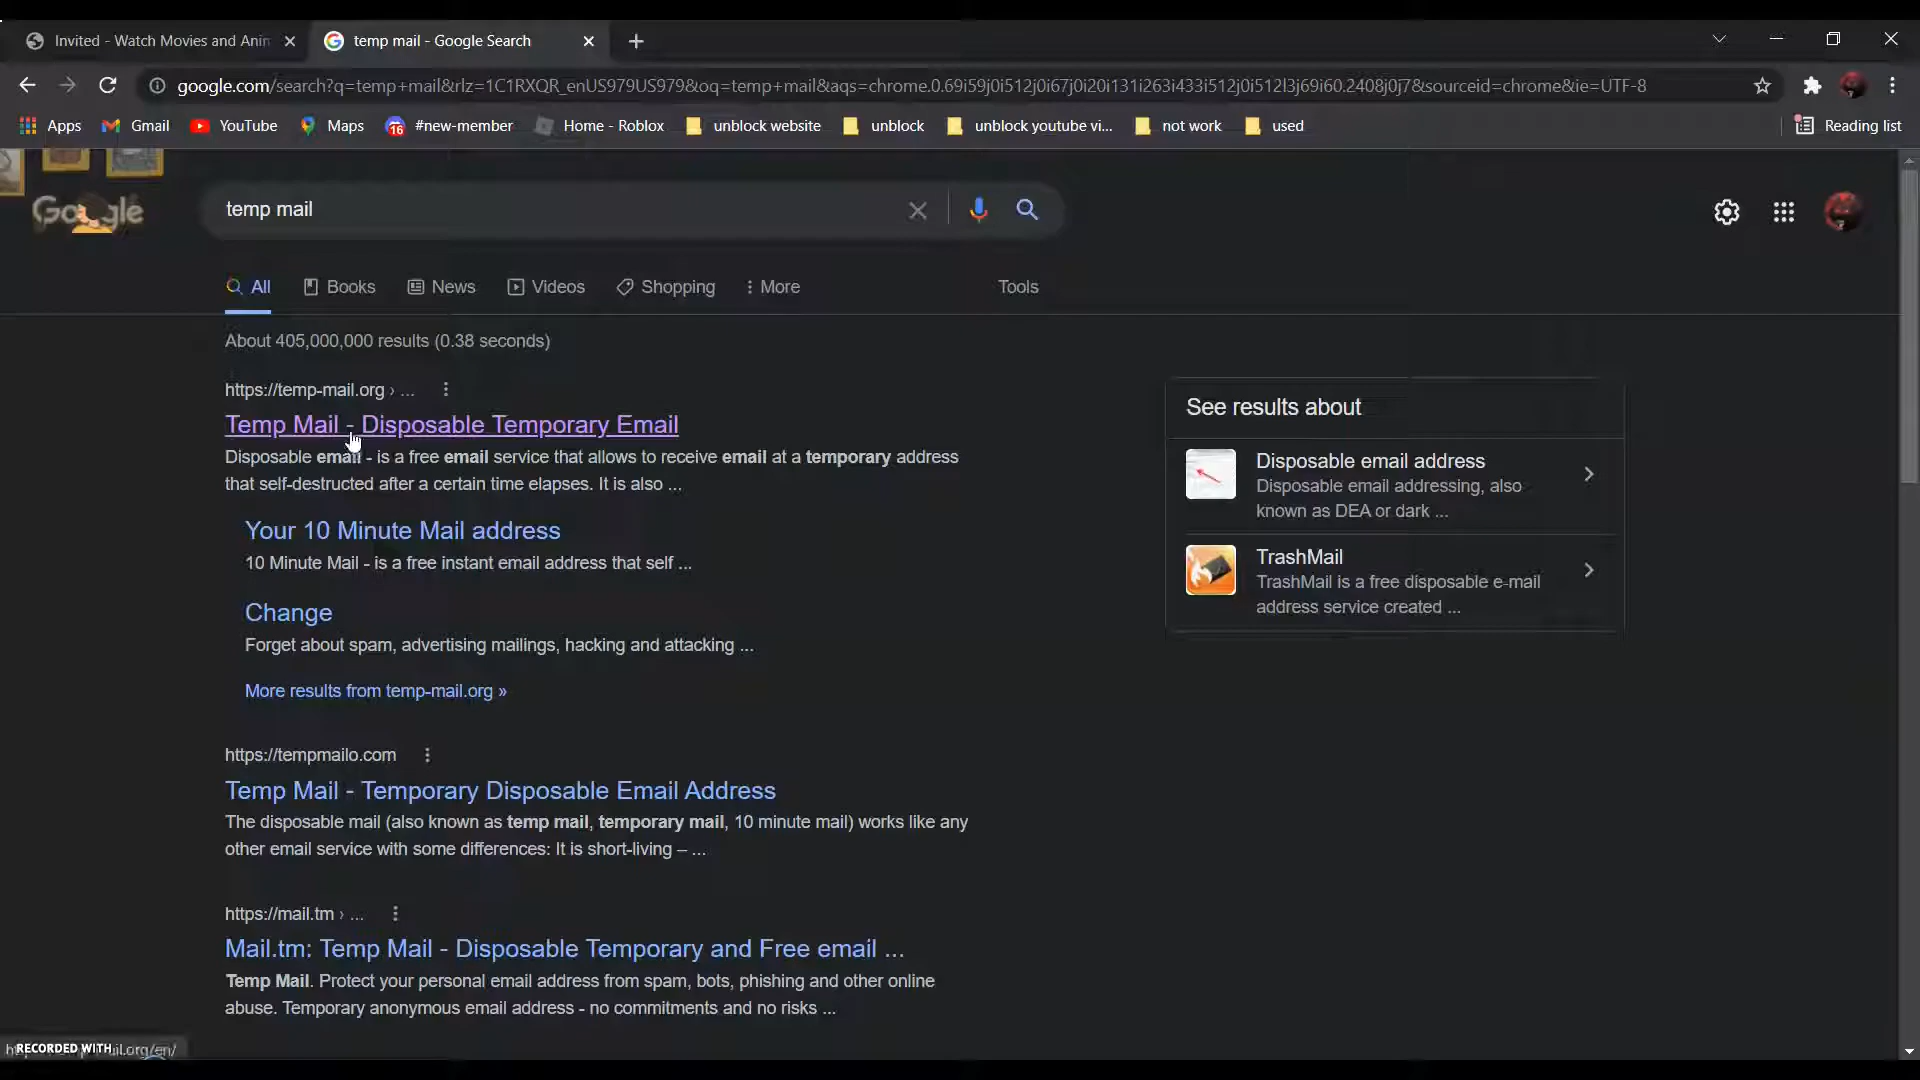 Invited - Watch Movies and Anim
temp mail - Google Search
google.com/search?q=temp+mail&rlz=1C1RXQR_enUS979US979&oq=temp+mail&aqs=chrome.0.69i59j0i512j0i67j0i20i131i263i433i512j0i512l3j69i60.2408j0j7&sourceid=chrome&ie=UTF-8
Apps Gmail YouTube Maps 16 #new-member Home - Roblox unblock website unblock unblock youtube vi... not work used Reading list
Google
temp mail
All Books News Videos Shopping More Tools
About 405,000,000 results (0.38 seconds)
https://temp-mail.org › ...
Temp Mail - Disposable Temporary Email
Disposable email - is a free email service that allows to receive email at a temporary address
that self-destructed after a certain time elapses. It is also ...
Your 10 Minute Mail address
10 Minute Mail - is a free instant email address that self ...
Change
Forget about spam, advertising mailings, hacking and attacking ...
More results from temp-mail.org »
https://tempmailo.com
Temp Mail - Temporary Disposable Email Address
The disposable mail (also known as temp mail, temporary mail, 10 minute mail) works like any
other email service with some differences: It is short-living – ...
https://mail.tm › ...
Mail.tm: Temp Mail - Disposable Temporary and Free email ...
Temp Mail. Protect your personal email address from spam, bots, phishing and other online
abuse. Temporary anonymous email address - no commitments and no risks ...
See results about
Disposable email address
Disposable email addressing, also
known as DEA or dark ...
TrashMail
TrashMail is a free disposable e-mail
address service created ...
RECORDED WITH